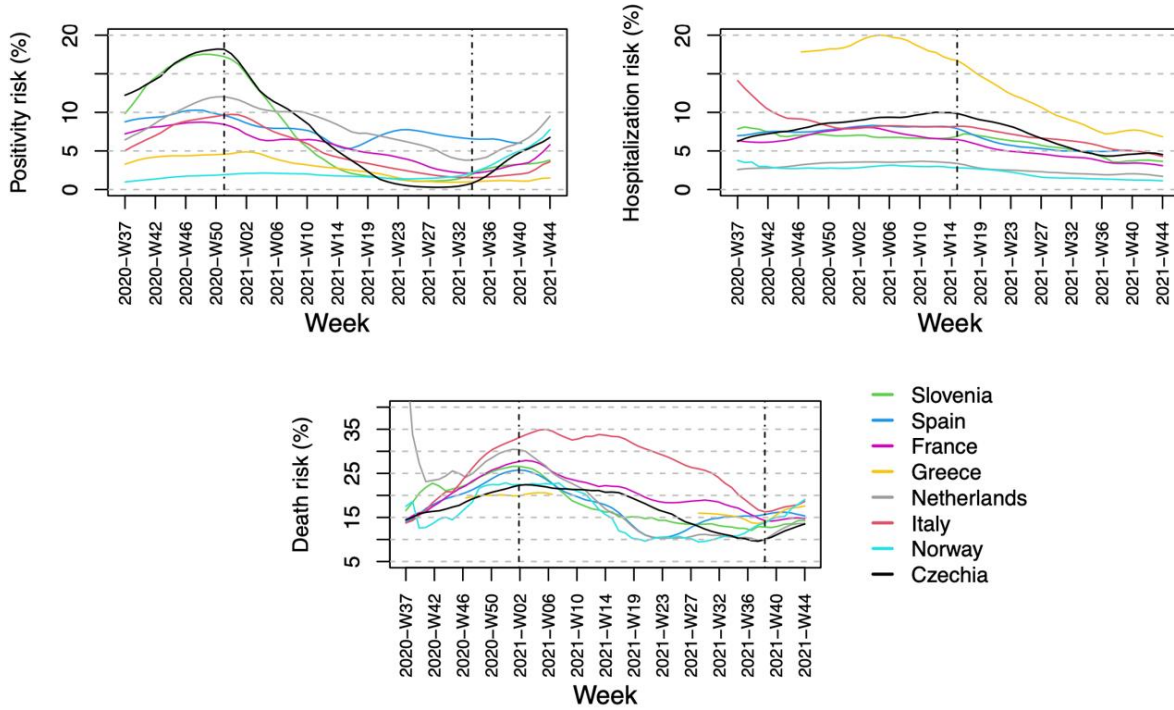 Positivity risk (%)
20
10
5
0
2020-W37
2020-W42
2020-W46
2020-W50
2021-W02
2021-W06
2021-W10
2021-W14
2021-W19
2021-W23
2021-W27
2021-W32
2021-W36
2021-W40
2021-W44
Week
Hospitalization risk (%)
20
10
5
0
2020-W37
2020-W42
2020-W46
2020-W50
2021-W02
2021-W06
2021-W10
2021-W14
2021-W19
2021-W23
2021-W27
2021-W32
2021-W36
2021-W40
2021-W44
Week
Death risk (%)
35
25
15
5
2020-W37
2020-W42
2020-W46
2020-W50
2021-W02
2021-W06
2021-W10
2021-W14
2021-W19
2021-W23
2021-W27
2021-W32
2021-W36
2021-W40
2021-W44
Week
Slovenia
Spain
France
Greece
Netherlands
Italy
Norway
Czechia